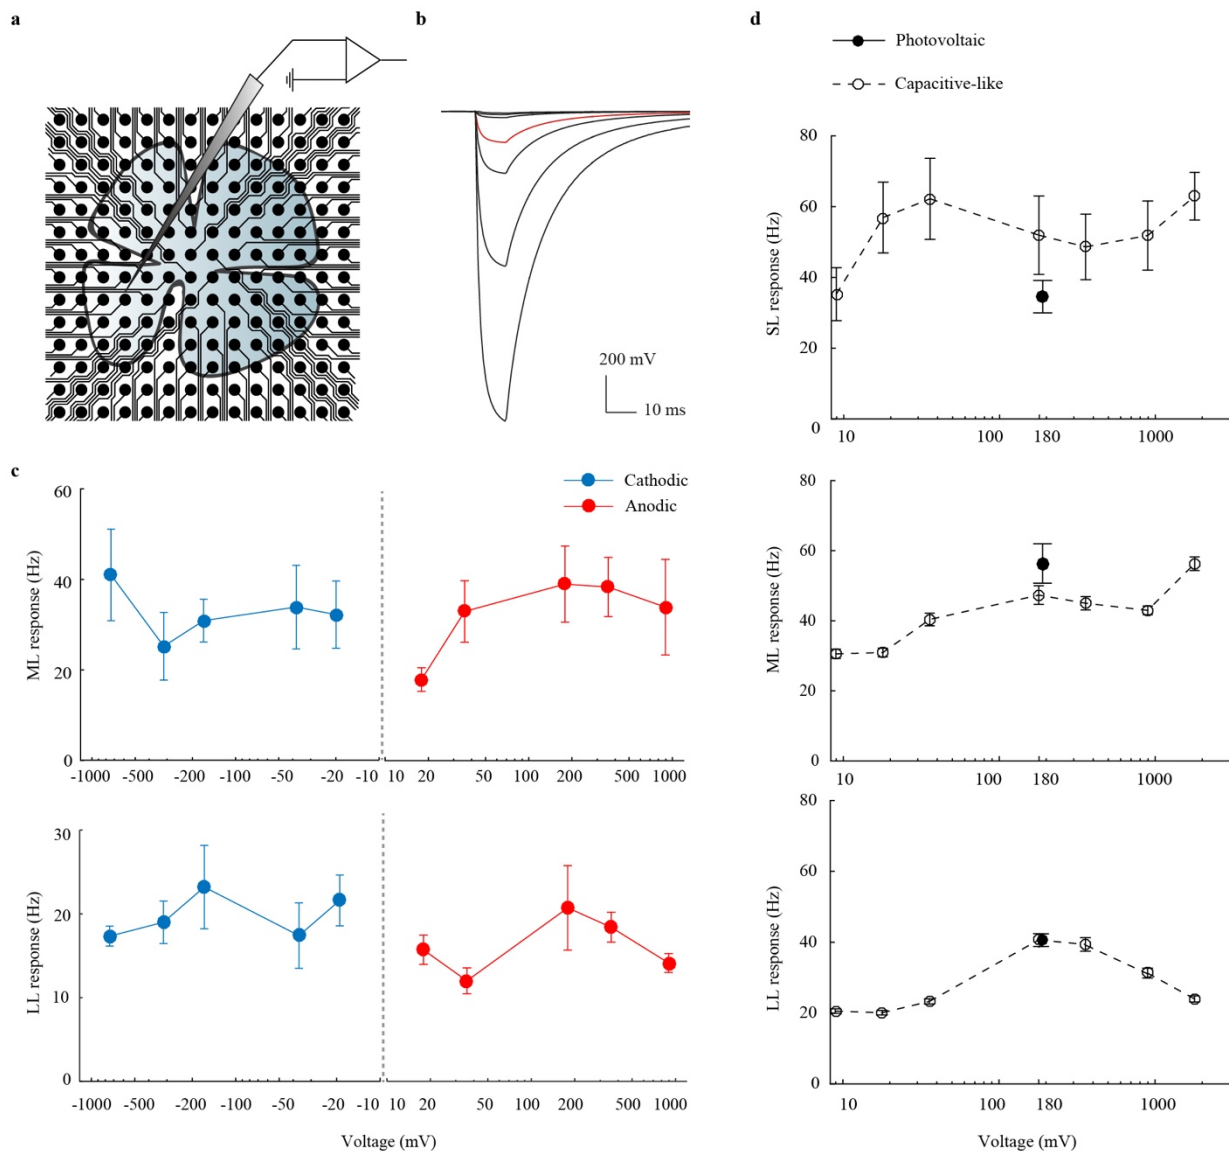 a
b
200 mV
10 ms
c
Cathodic
Anodic
ML response (Hz)
60
40
20
0
-1000 -500 -200 -100 -50 -20 -10 10 20 50 100 200 500 1000
LL response (Hz)
30
20
10
0
-1000 -500 -200 -100 -50 -20 -10 10 20 50 100 200 500 1000
Voltage (mV)
d
Photovoltaic
Capacitive-like
SL response (Hz)
80
60
40
20
0
10 100 180 1000
ML response (Hz)
80
60
40
20
0
10 100 180 1000
LL response (Hz)
80
60
40
20
0
10 100 180 1000
Voltage (mV)